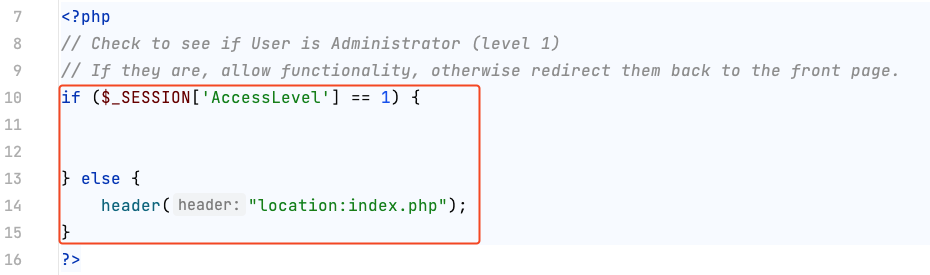 7 <?php
8 // Check to see if User is Administrator (level 1)
9 // If they are, allow functionality, otherwise redirect them back to the front page.
10 if ($_SESSION['AccessLevel'] == 1) {
11
12
13 } else {
14     header( header: "location:index.php");
15 }
16 ?>